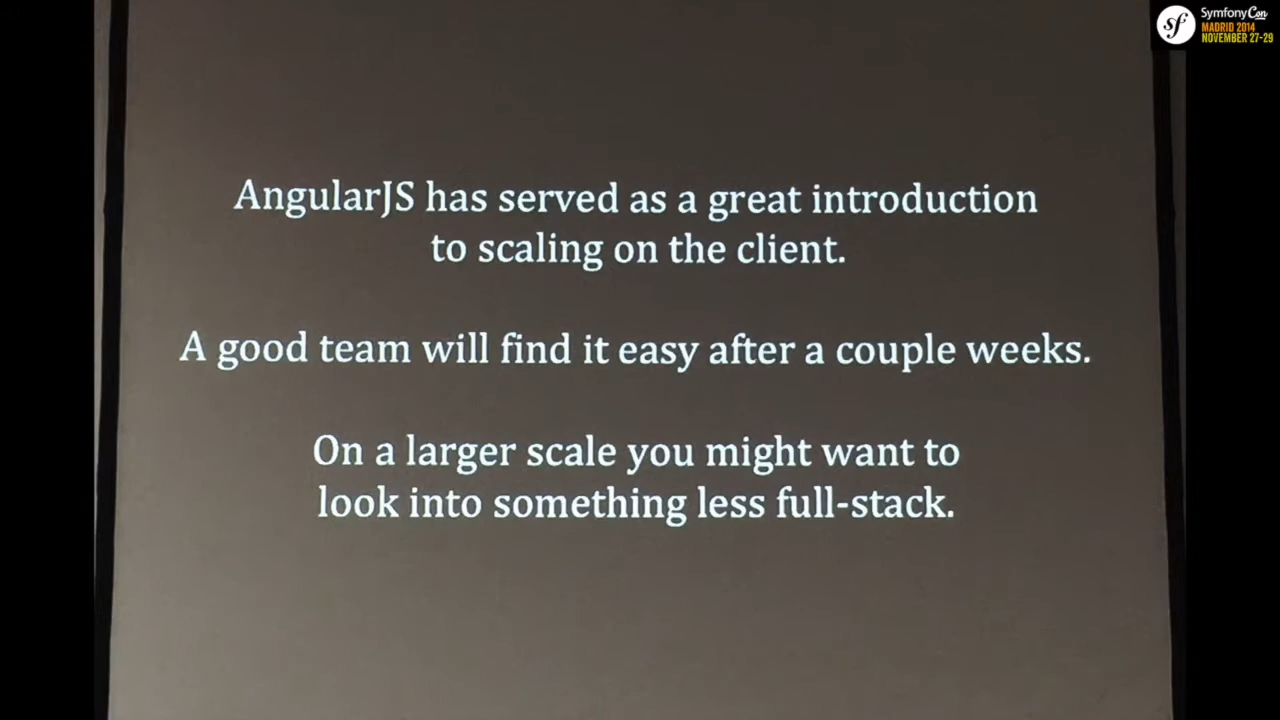 SymfonyCon
MADRID 2014
NOVEMBER 27-29
AngularJS has served as a great introduction
to scaling on the client.
A good team will find it easy after a couple weeks.
On a larger scale you might want to
look into something less full-stack.